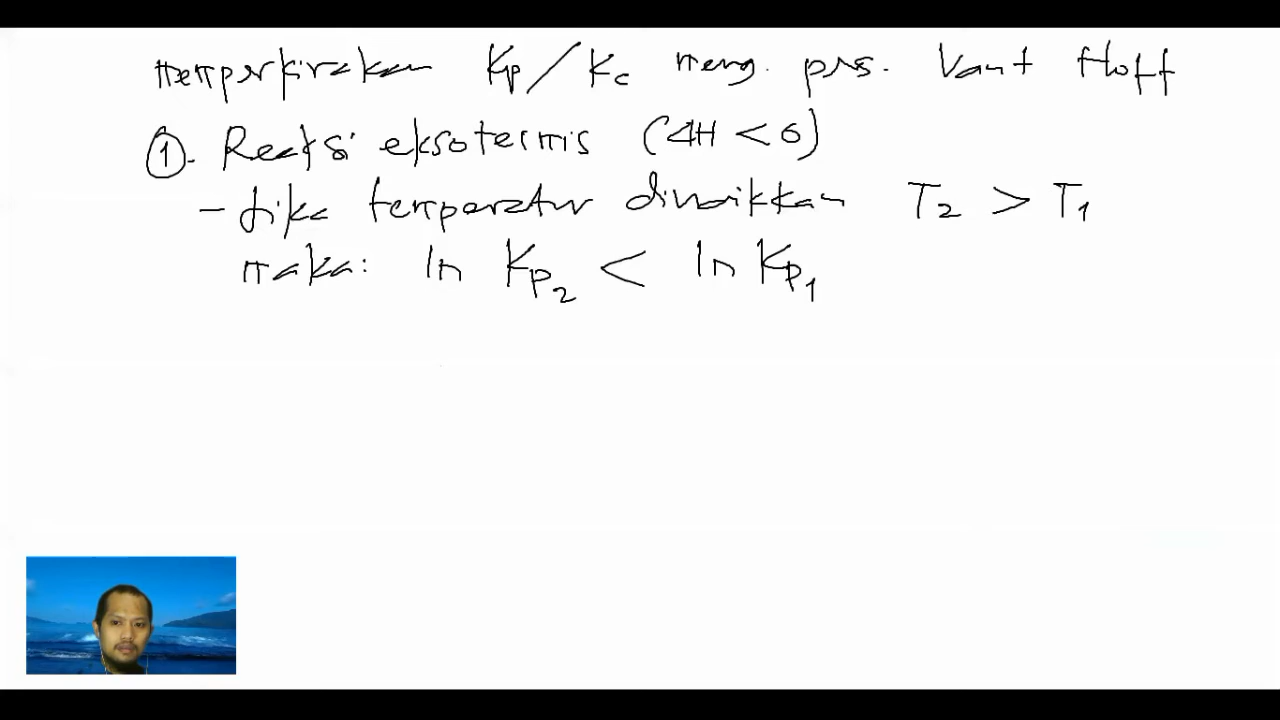 Memperkirakan Kp/Kc meng. prs. Vant Hoff
①. Reaksi eksotermis (ΔH < 0)
- Jika temperatur dinaikkan T₂ > T₁
maka: ln Kp₂ < ln Kp₁